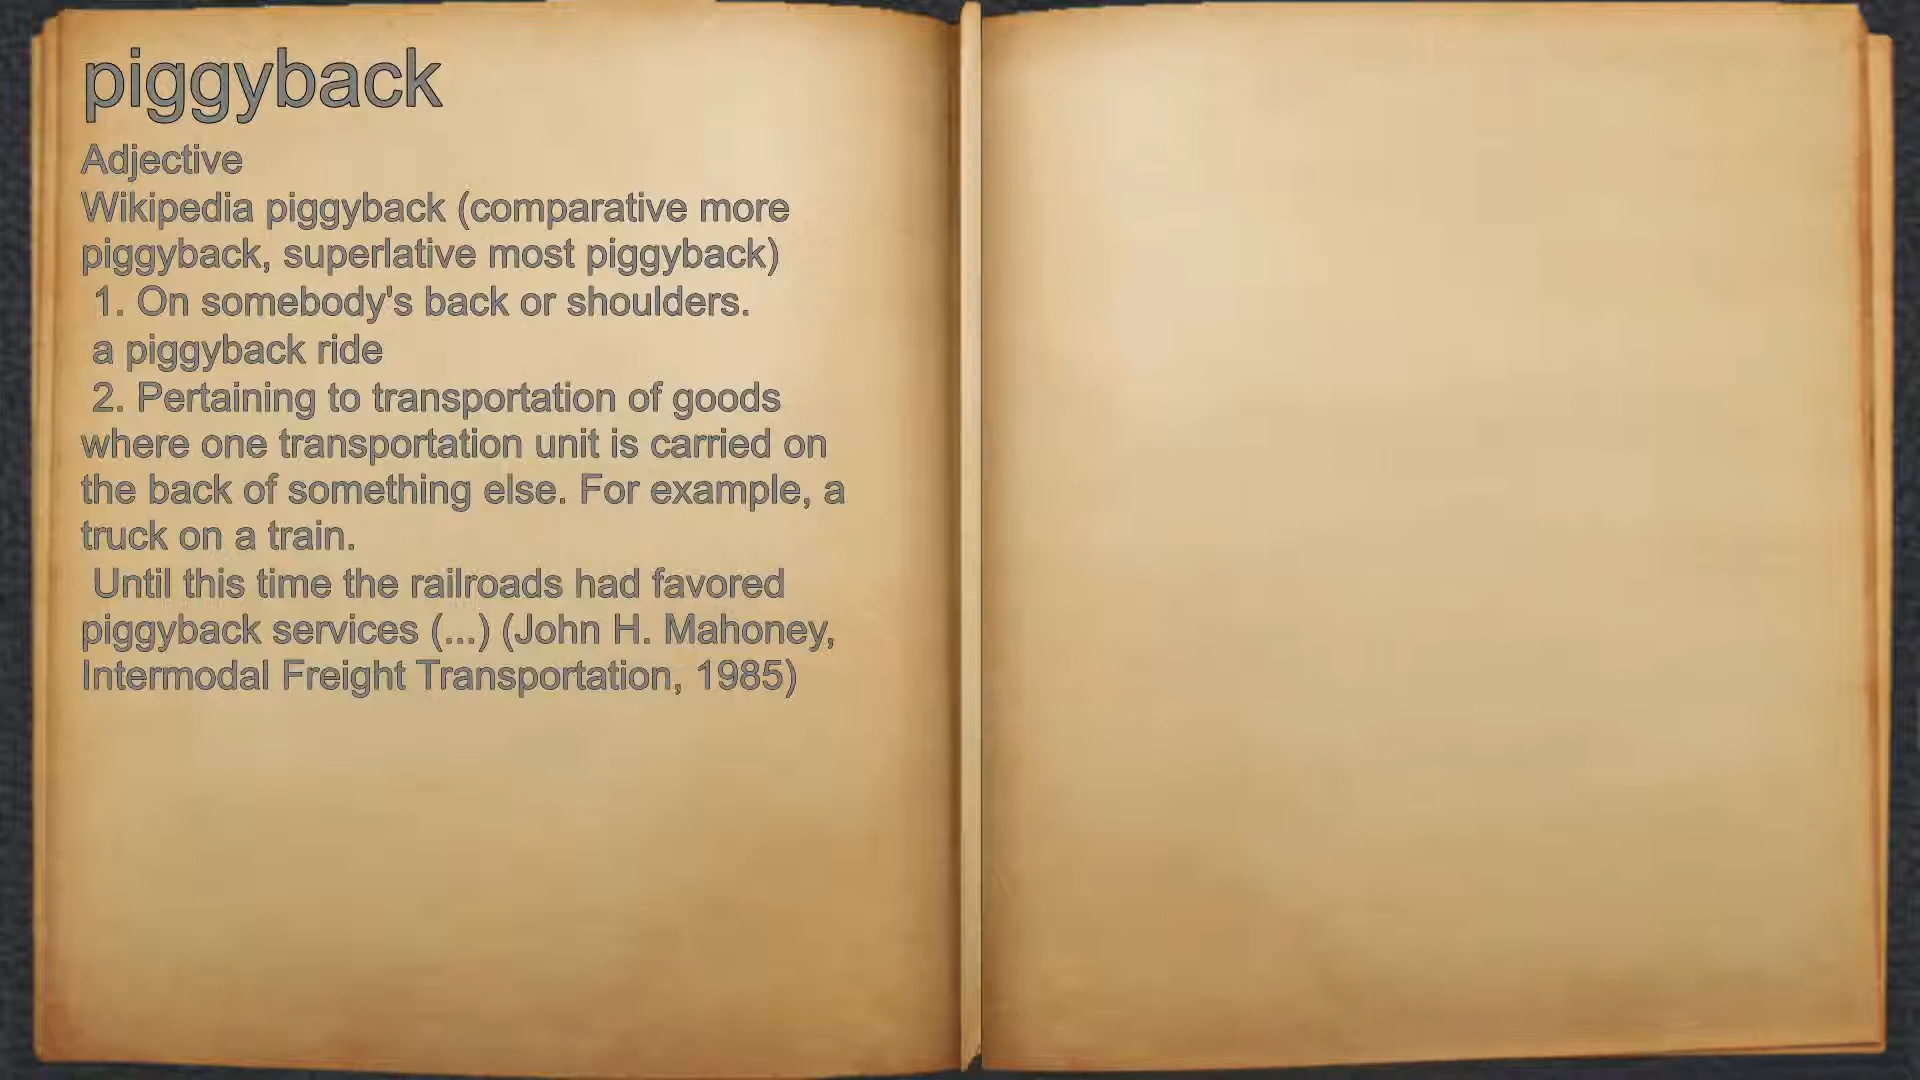 piggyback
Adjective
Wikipedia piggyback (comparative more
piggyback, superlative most piggyback)
1. On somebody's back or shoulders.
a piggyback ride
2. Pertaining to transportation of goods
where one transportation unit is carried on
the back of something else. For example, a
truck on a train.
Until this time the railroads had favored
piggyback services (...) (John H. Mahoney,
Intermodal Freight Transportation, 1985)